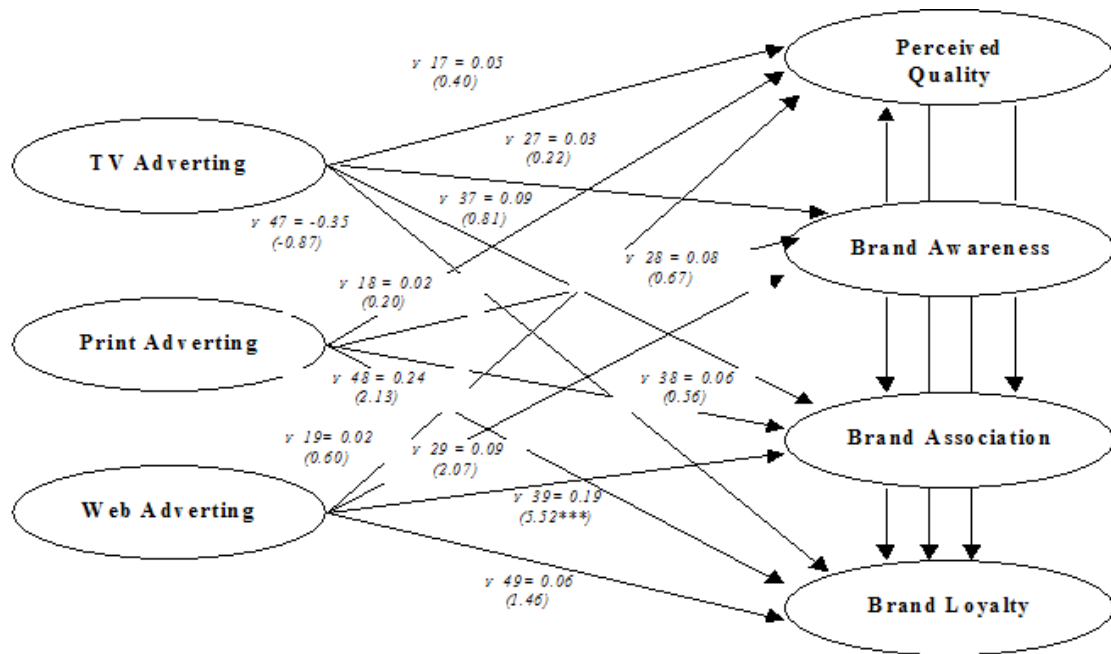 Perceived
Quality
γ 17 = 0.05
(0.40)
γ 27 = 0.03
(0.22)
TV Adverting
γ 37 = 0.09
(0.81)
γ 47 = -0.35
(-0.87)
Brand Awareness
γ 28 = 0.08
(0.67)
γ 18 = 0.02
(0.20)
Print Adverting
γ 48 = 0.24
(2.13)
γ 38 = 0.06
(0.56)
γ 19= 0.02
(0.60)
γ 29 = 0.09
(2.07)
Brand Association
γ 39= 0.19
(5.52***)
Web Adverting
γ 49= 0.06
(1.46)
Brand Loyalty